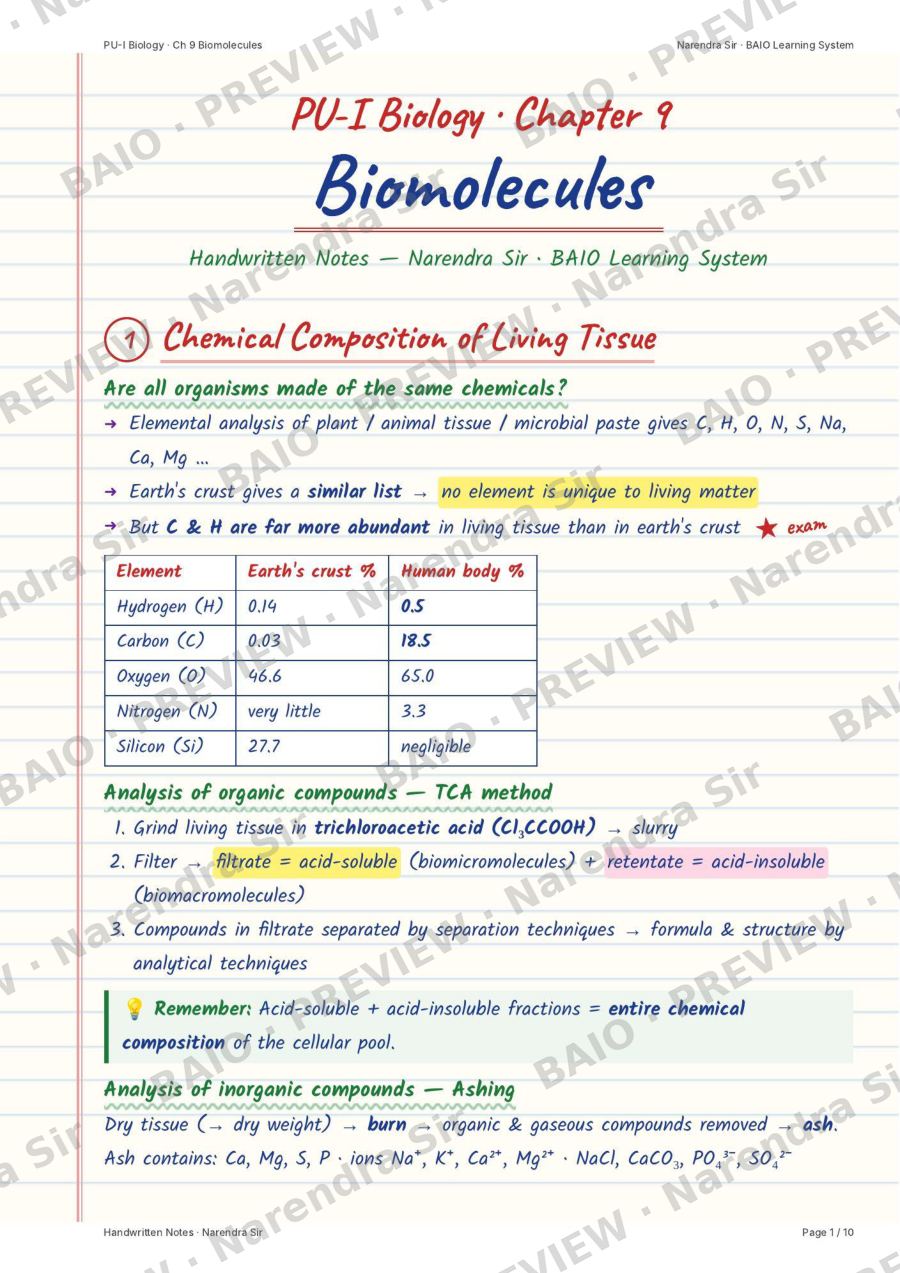 PU-I Biology · Ch 9 Biomolecules
Narendra Sir · BAIO Learning System
PU-I Biology · Chapter 9
Biomolecules
Handwritten Notes — Narendra Sir · BAIO Learning System
1 Chemical Composition of Living Tissue
Are all organisms made of the same chemicals?
→ Elemental analysis of plant / animal tissue / microbial paste gives C, H, O, N, S, Na,
Ca, Mg ...
→ Earth's crust gives a similar list → no element is unique to living matter
→ But C & H are far more abundant in living tissue than in earth's crust ★ exam
Element Earth's crust % Human body %
Hydrogen (H) 0.14 0.5
Carbon (C) 0.03 18.5
Oxygen (O) 46.6 65.0
Nitrogen (N) very little 3.3
Silicon (Si) 27.7 negligible
Analysis of organic compounds — TCA method
1. Grind living tissue in trichloroacetic acid (Cl₃CCOOH) → slurry
2. Filter → filtrate = acid-soluble (biomicromolecules) + retentate = acid-insoluble
(biomacromolecules)
3. Compounds in filtrate separated by separation techniques → formula & structure by
analytical techniques
💡 Remember: Acid-soluble + acid-insoluble fractions = entire chemical
composition of the cellular pool.
Analysis of inorganic compounds — Ashing
Dry tissue (→ dry weight) → burn → organic & gaseous compounds removed → ash.
Ash contains: Ca, Mg, S, P · ions Na⁺, K⁺, Ca²⁺, Mg²⁺ · NaCl, CaCO₃, PO₄³⁻, SO₄²⁻
Handwritten Notes · Narendra Sir
Page 1 / 10
BAIO · PREVIEW · Narendra Sir